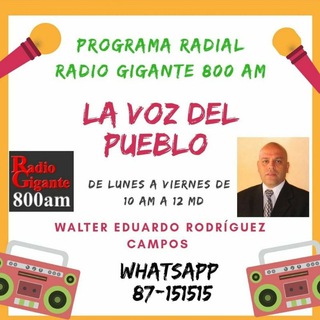 PROGRAMA RADIAL
RADIO GIGANTE 800 AM
LA VOZ DEL
PUEBLO
Radio
Gigante
800am
DE LUNES A VIERNES DE
10 AM A 12 MD
WALTER EDUARDO RODRÍGUEZ
CAMPOS
WHATSAPP
87-151515